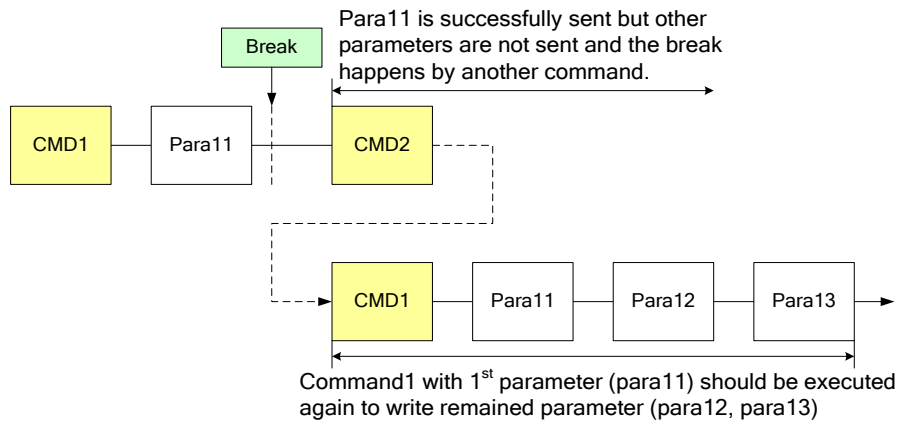 Para11 is successfully sent but other
parameters are not sent and the break
happens by another command.
Break
CMD1
Para11
CMD2
CMD1
Para11
Para12
Para13
Command1 with 1st parameter (para11) should be executed
again to write remained parameter (para12, para13)